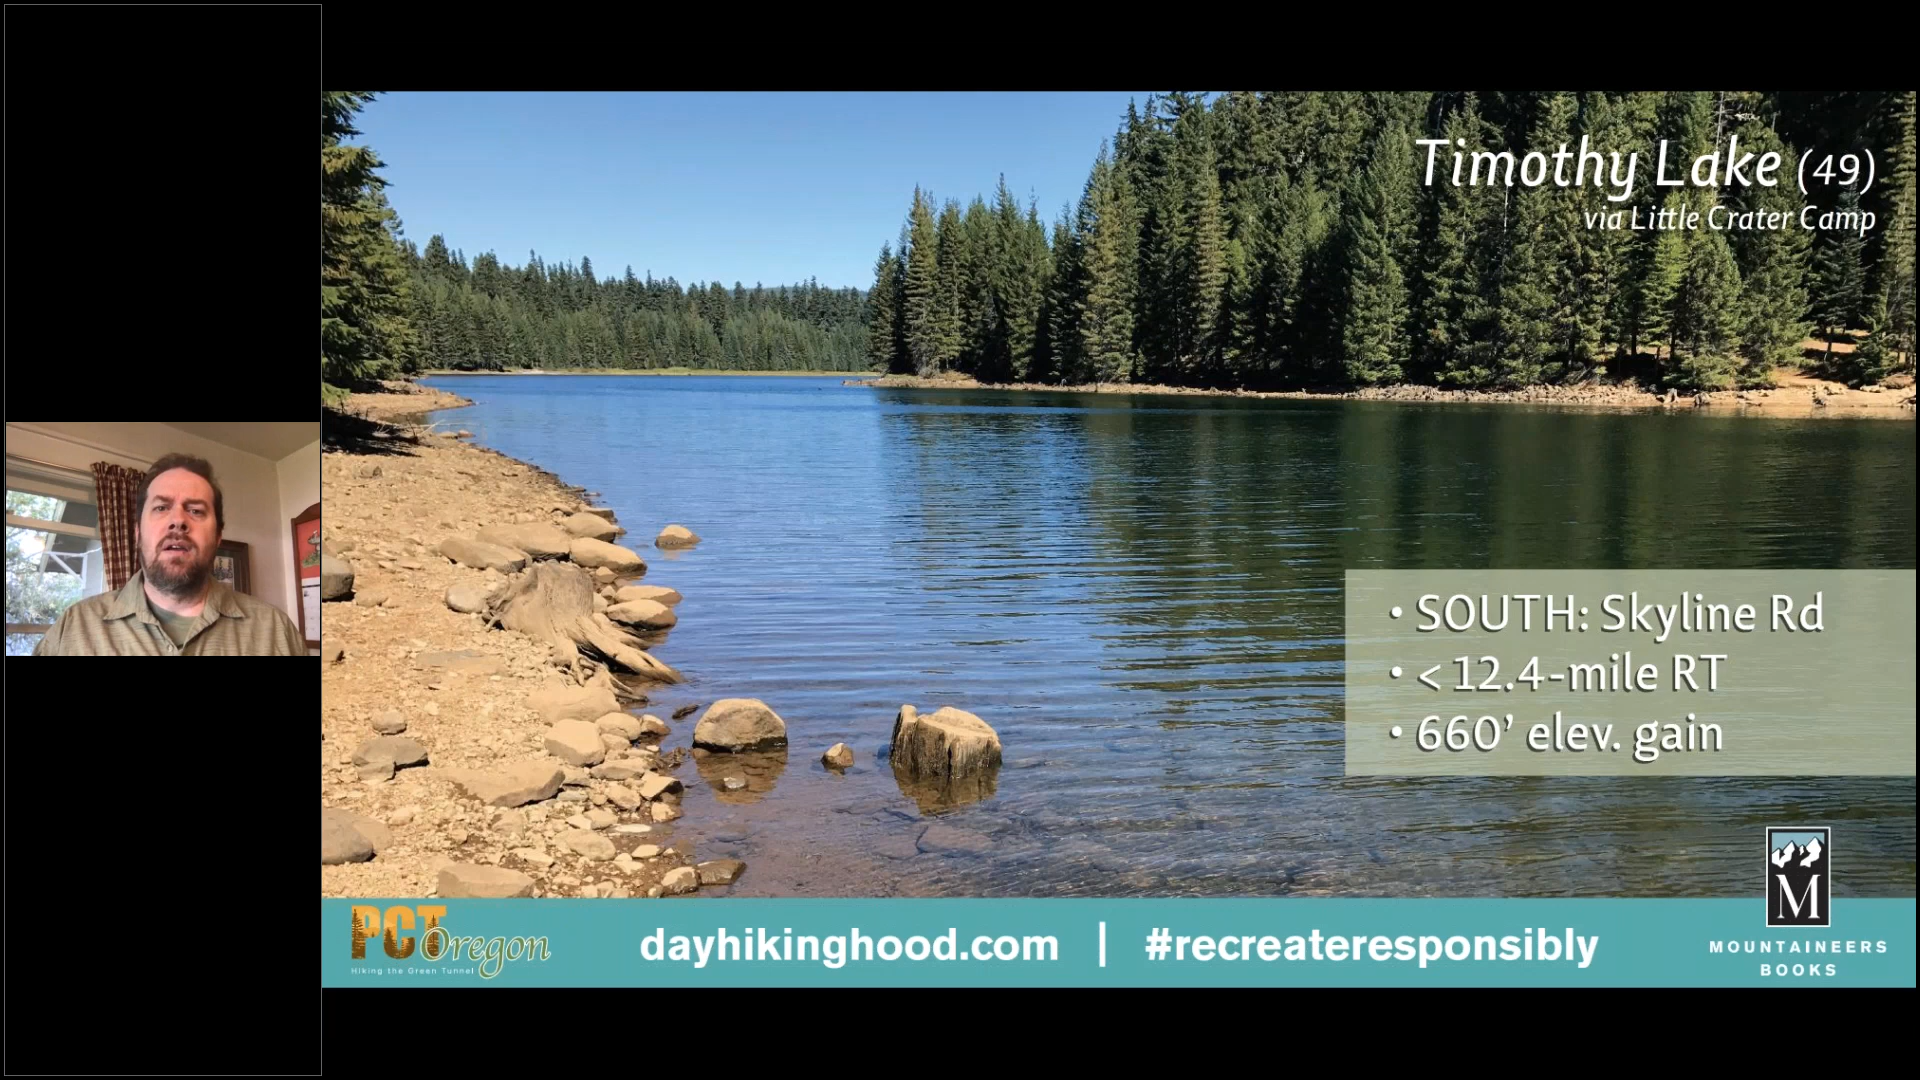 Timothy Lake (49)
via Little Crater Camp
• SOUTH: Skyline Rd
• < 12.4-mile RT
• 660’ elev. gain
PCT Oregon
Hiking the Green Tunnel
dayhikinghood.com | #recreateresponsibly
M
MOUNTAINEERS
BOOKS